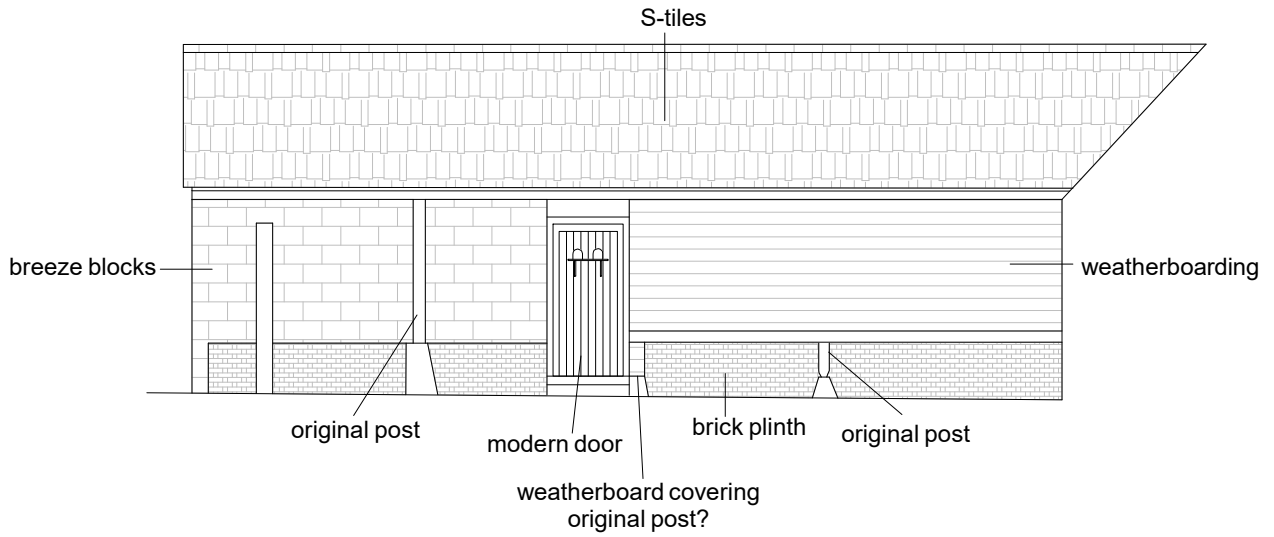 S-tiles
breeze blocks
weatherboarding
original post
modern door
brick plinth
original post
weatherboard covering
original post?